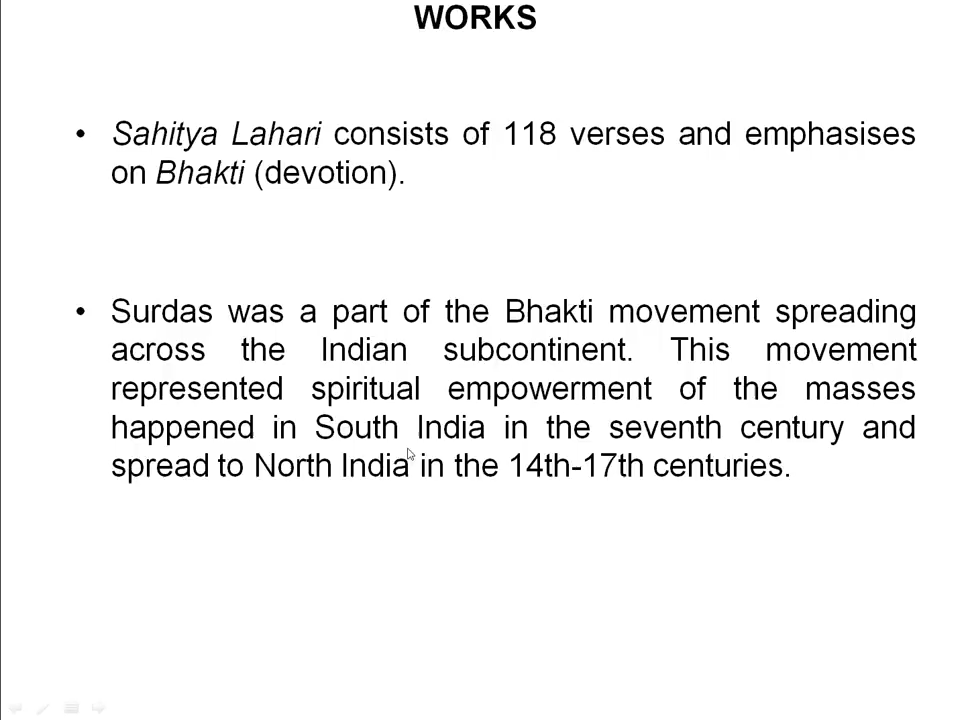 WORKS
• Sahitya Lahari consists of 118 verses and emphasises
on Bhakti (devotion).
• Surdas was a part of the Bhakti movement spreading
across the Indian subcontinent. This movement
represented spiritual empowerment of the masses
happened in South India in the seventh century and
spread to North India in the 14th-17th centuries.